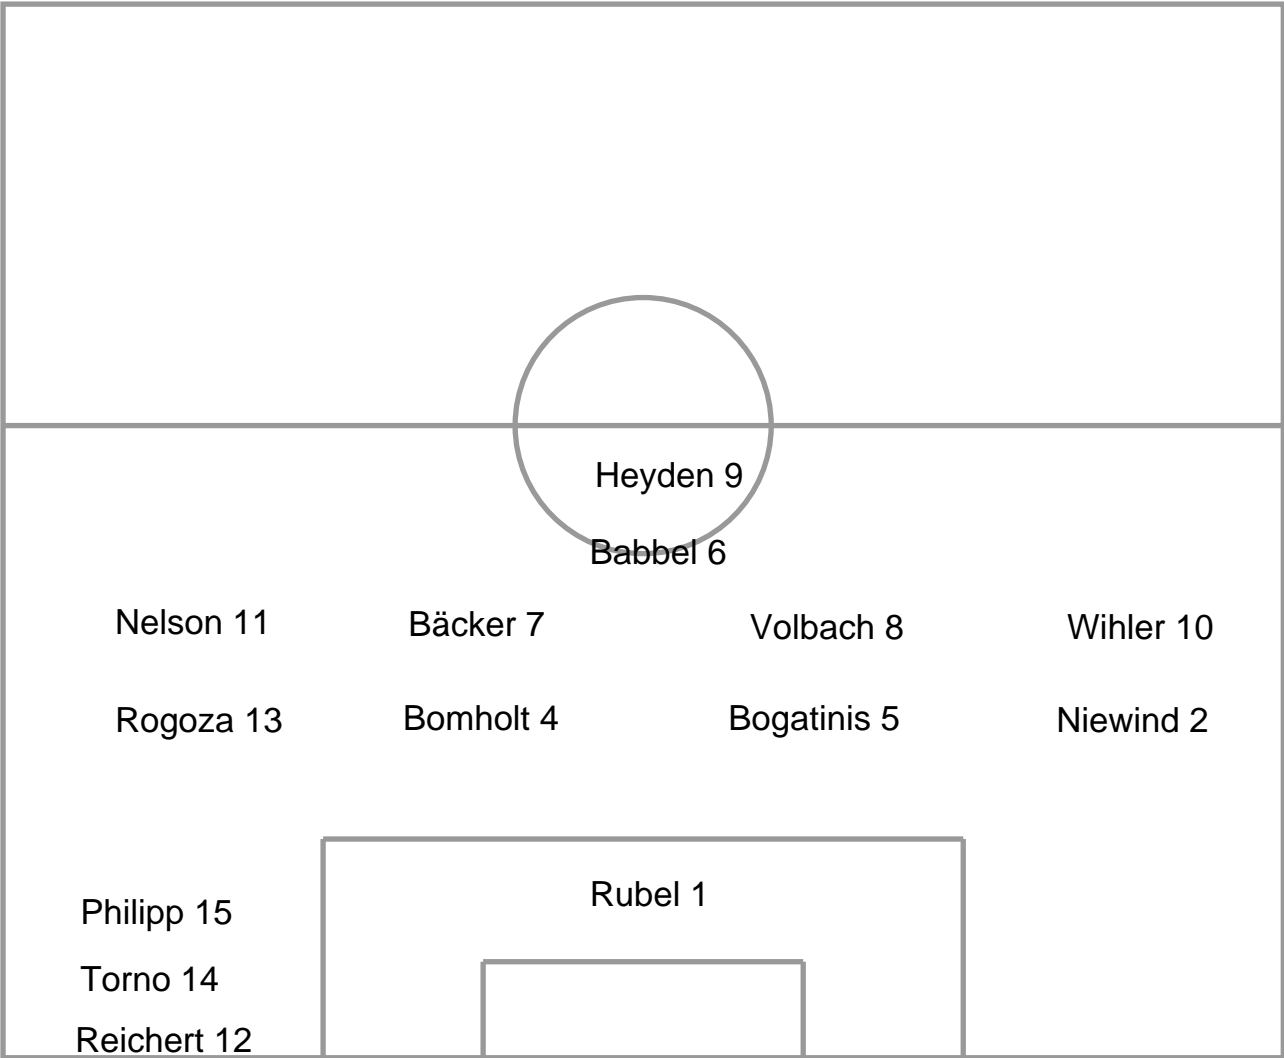 Heyden 9
Babbel 6
Nelson 11 Bäcker 7 Volbach 8 Wihler 10
Rogoza 13 Bomholt 4 Bogatinis 5 Niewind 2
Rubel 1
Philipp 15
Torno 14
Reichert 12